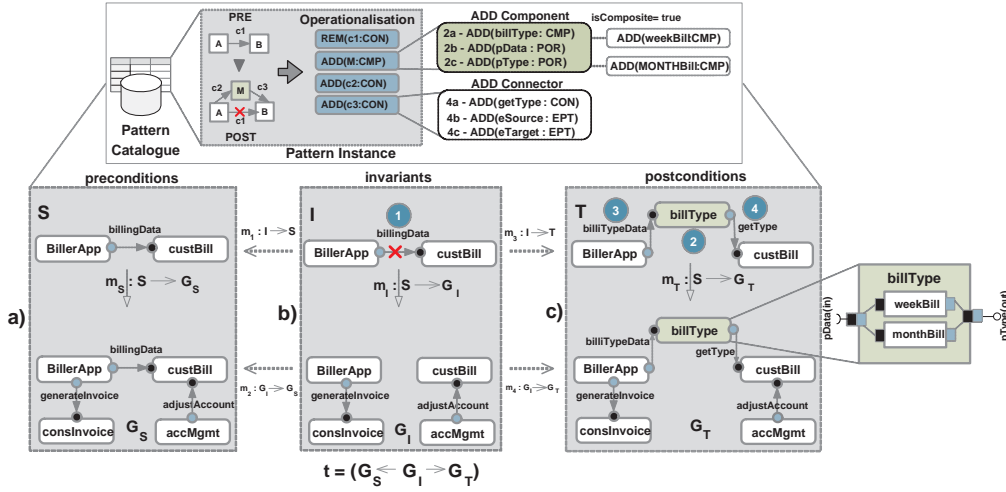 PRE
c1
A
B
c2
M
c3
A
B
c1
POST
Operationalisation
REM(c1:CON)
ADD(M:CMP)
ADD(c2:CON)
ADD(c3:CON)
Pattern Instance
Pattern
Catalogue
ADD Component
2a - ADD(billType: CMP)
2b - ADD(pData: POR)
2c - ADD(pType: POR)
isComposite= true
ADD(weekBill:CMP)
ADD(MONTHBill:CMP)
ADD Connector
4a - ADD(getType : CON)
4b - ADD(eSource : EPT)
4c - ADD(eTarget : EPT)
preconditions
invariants
postconditions
S
billingData
BillerApp
custBill
mS : S → GS
a)
billingData
BillerApp
custBill
generateInvoice
adjustAccount
consInvoice
GS
accMgmt
m1 : I → S
m2 : GI → GS
I
1
billingData
BillerApp
custBill
mI : S → GI
b)
BillerApp
custBill
generateInvoice
adjustAccount
consInvoice
GI
accMgmt
m3 : I → T
m4 : GI → GT
T
3
billType
4
billiTypeData
getType
2
BillerApp
custBill
mT : S → GT
c)
billType
billiTypeData
getType
BillerApp
custBill
generateInvoice
adjustAccount
consInvoice
GT
accMgmt
billType
weekBill
monthBill
pData(in)
pType(out)
t = (GS ← GI → GT)